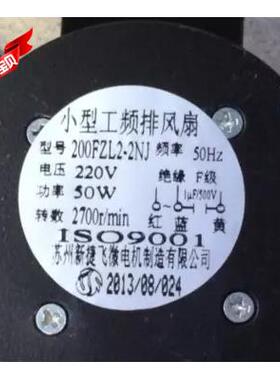 小型工频排风扇
型号 200FZL2-2NJ 频率 50Hz
电压 220V 绝缘 F级
功率 50W 1μF/500V
转数 2700r/min 红 蓝 黄
ISO9001
苏州新捷飞微电机制造有限公司
2013/08/024